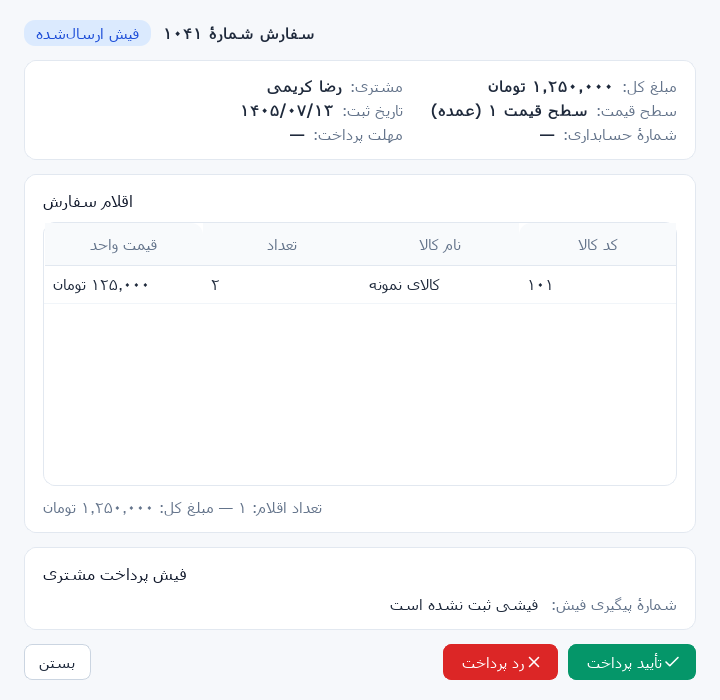 سفارش شمارهٔ ۱۰۴۱ فیش ارسال‌شده
مبلغ کل: ۱,۲۵۰,۰۰۰ تومان مشتری: رضا کریمی
سطح قیمت: سطح قیمت ۱ (عمده) تاریخ ثبت: ۱۴۰۵/۰۷/۱۳
شمارهٔ حسابداری: — مهلت پرداخت: —
اقلام سفارش
کد کالا نام کالا تعداد قیمت واحد
۱۰۱ کالای نمونه ۲ ۱۲۵,۰۰۰ تومان
تعداد اقلام: ۱ — مبلغ کل: ۱,۲۵۰,۰۰۰ تومان
فیش پرداخت مشتری
شمارهٔ پیگیری فیش: فیشی ثبت نشده است
تأیید پرداخت رد پرداخت بستن